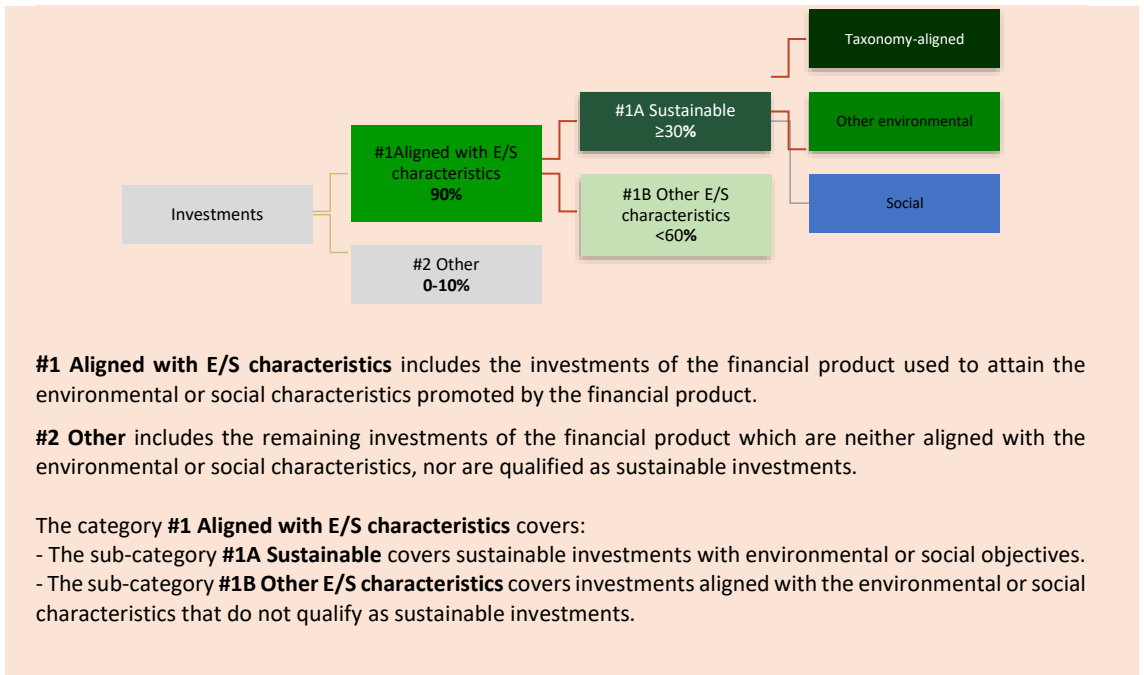 Taxonomy-aligned
#1A Sustainable
≥30%
Other environmental
#1Aligned with E/S
characteristics
90%
#1B Other E/S
characteristics
<60%
Social
Investments
#2 Other
0-10%
#1 Aligned with E/S characteristics includes the investments of the financial product used to attain the
environmental or social characteristics promoted by the financial product.
#2 Other includes the remaining investments of the financial product which are neither aligned with the
environmental or social characteristics, nor are qualified as sustainable investments.
The category #1 Aligned with E/S characteristics covers:
- The sub-category #1A Sustainable covers sustainable investments with environmental or social objectives.
- The sub-category #1B Other E/S characteristics covers investments aligned with the environmental or social
characteristics that do not qualify as sustainable investments.